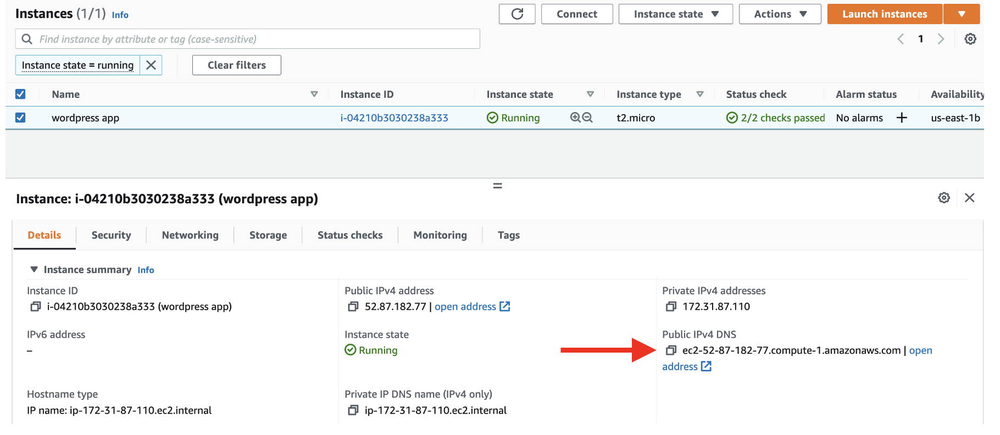 Instances (1/1) Info
Connect
Instance state
Actions
Launch instances
Find instance by attribute or tag (case-sensitive)
1
Instance state = running
Clear filters
Name Instance ID Instance state Instance type Status check Alarm status Availability
wordpress app i-04210b3030238a333 Running t2.micro 2/2 checks passed No alarms + us-east-1b
Instance: i-04210b3030238a333 (wordpress app)
Details Security Networking Storage Status checks Monitoring Tags
Instance summary Info
Instance ID
i-04210b3030238a333 (wordpress app)
Public IPv4 address
52.87.182.77 | open address
Private IPv4 addresses
172.31.87.110
IPv6 address
–
Instance state
Running
Public IPv4 DNS
ec2-52-87-182-77.compute-1.amazonaws.com | open
address
Hostname type
IP name: ip-172-31-87-110.ec2.internal
Private IP DNS name (IPv4 only)
ip-172-31-87-110.ec2.internal